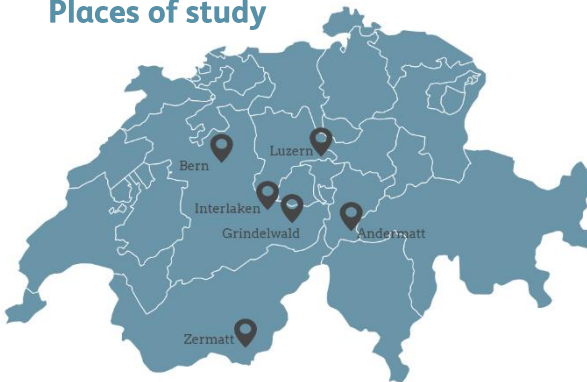 Places of study
Luzern
Bern
Interlaken
Grindelwald
Andermatt
Zermatt